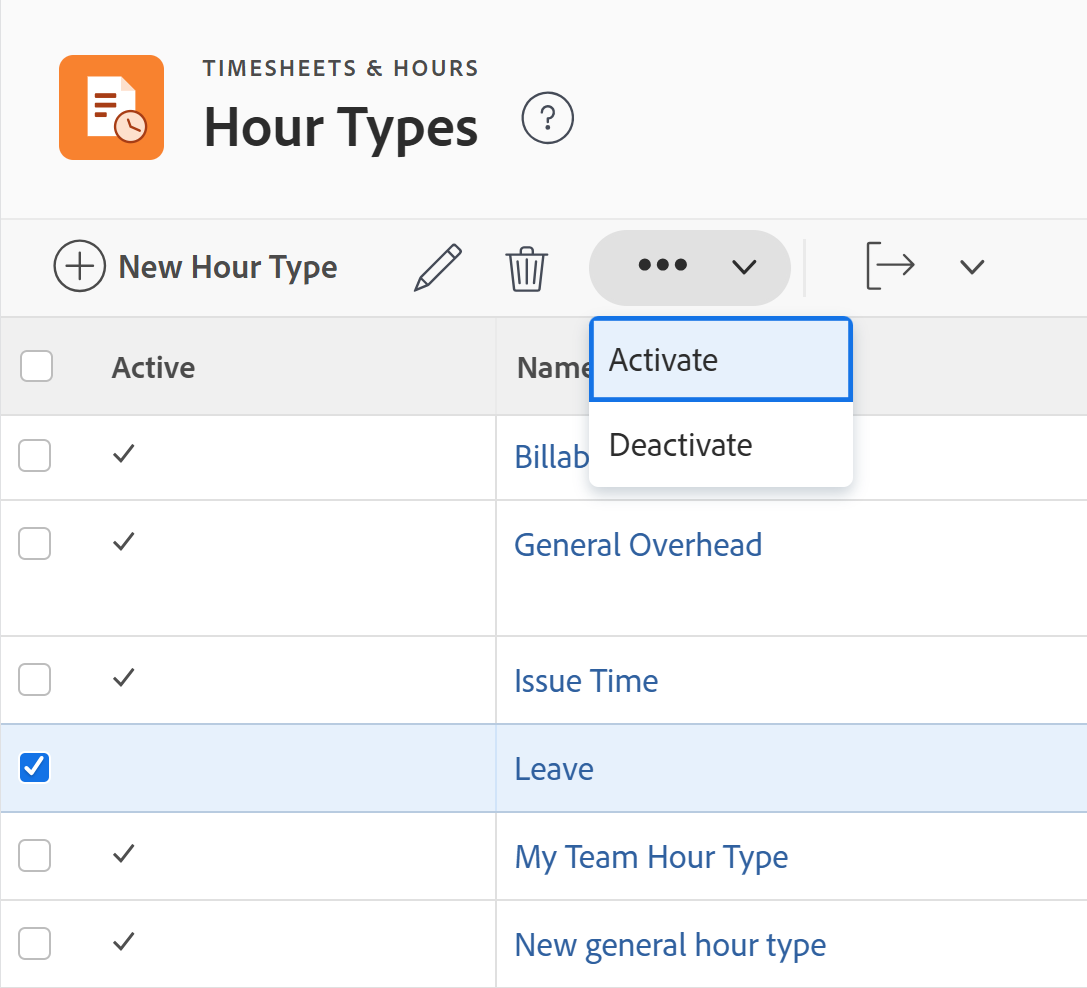 TIMESHEETS & HOURS
Hour Types
?
New Hour Type
Active
Name
Activate
Deactivate
General Overhead
Issue Time
Leave
My Team Hour Type
New general hour type